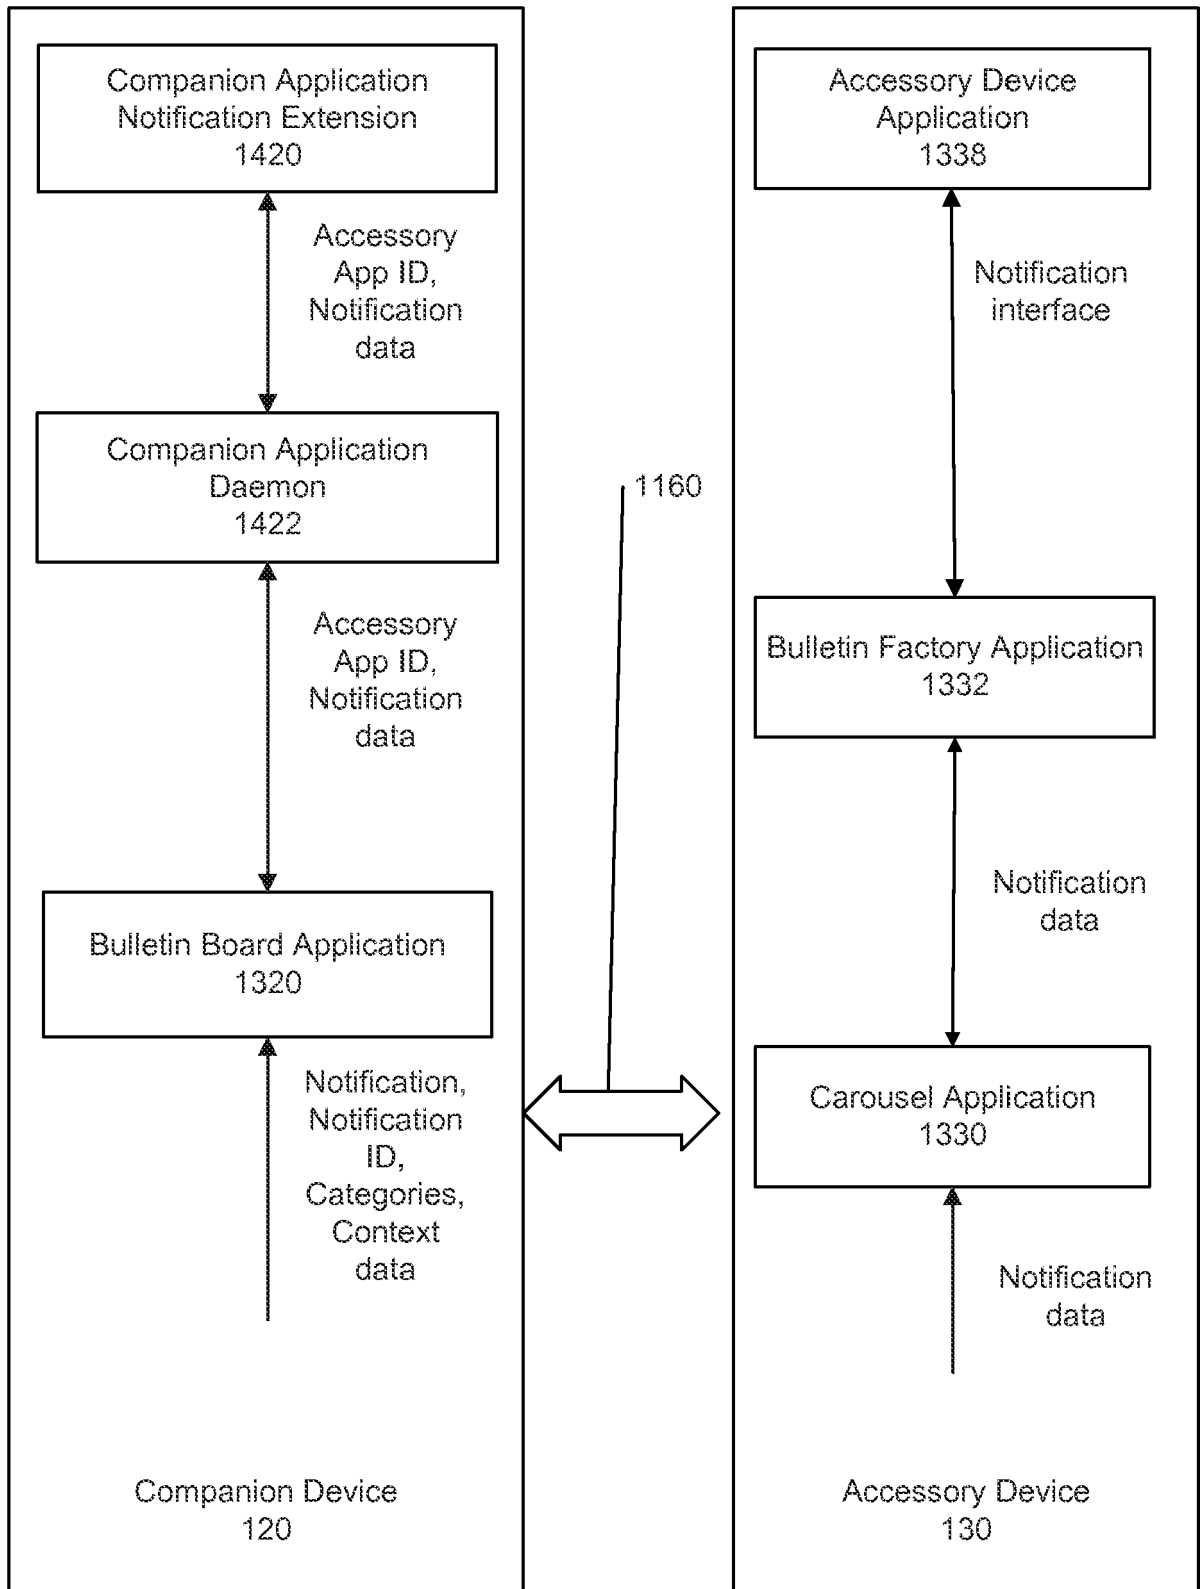 Companion Application
Notification Extension
1420
Accessory
App ID,
Notification
data
Companion Application
Daemon
1422
Accessory
App ID,
Notification
data
Bulletin Board Application
1320
Notification,
Notification
ID,
Categories,
Context
data
Companion Device
120
1160
Accessory Device
Application
1338
Notification
interface
Bulletin Factory Application
1332
Notification
data
Carousel Application
1330
Notification
data
Accessory Device
130